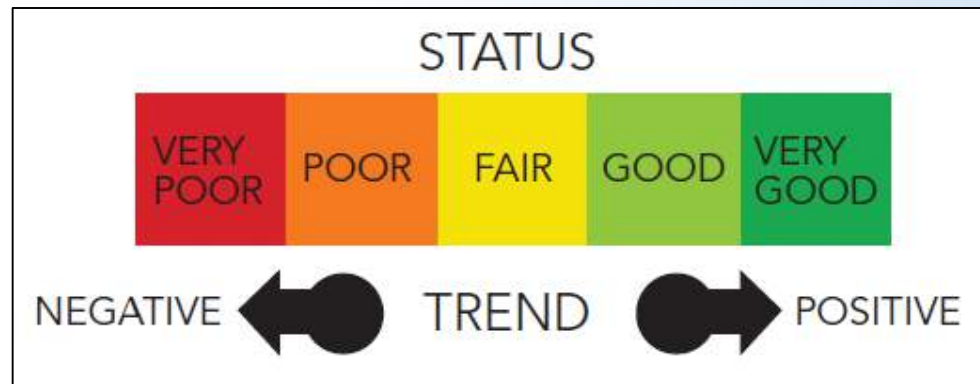 STATUS
VERY POOR
POOR
FAIR
GOOD
VERY GOOD
NEGATIVE
TREND
POSITIVE